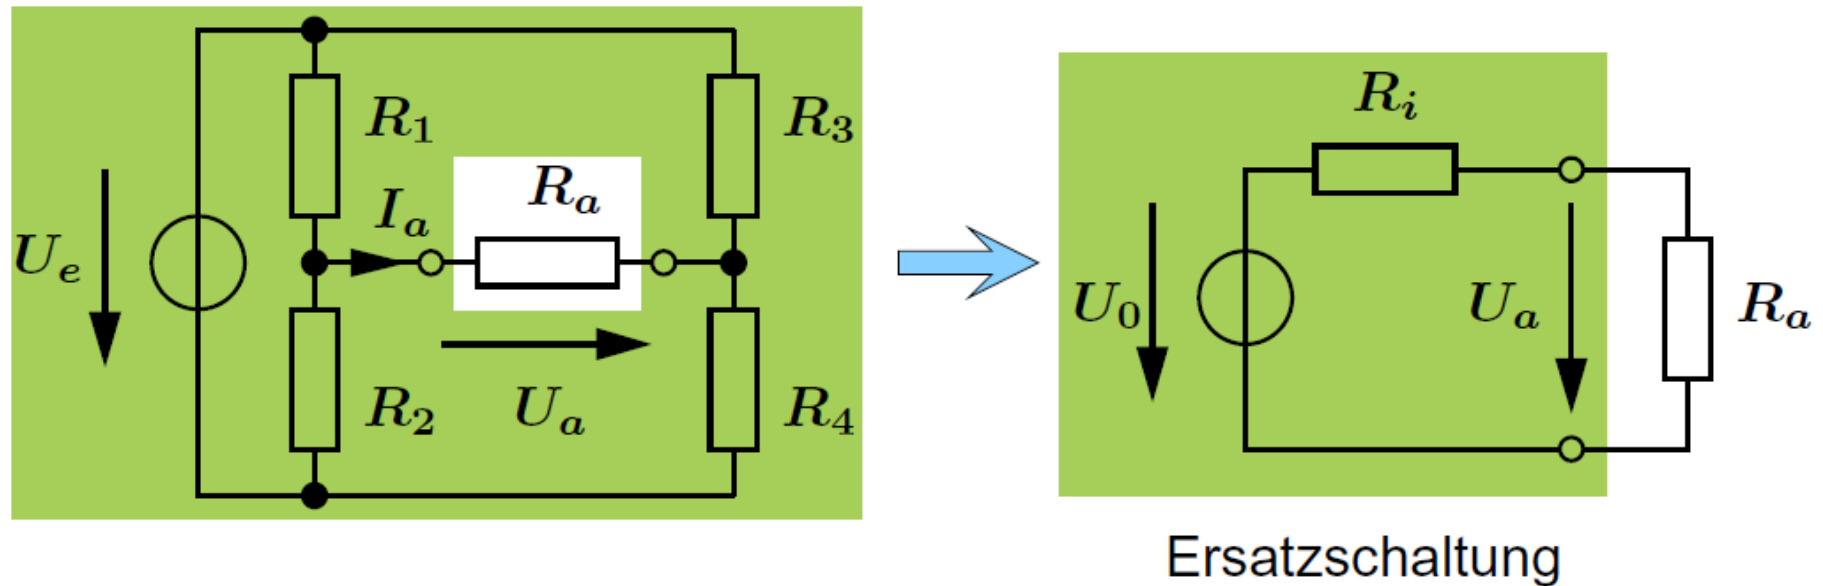 R₁
R₃
Rₐ
Iₐ
Uₑ
R₂
Uₐ
R₄
Rᵢ
U₀
Uₐ
Rₐ
Ersatzschaltung